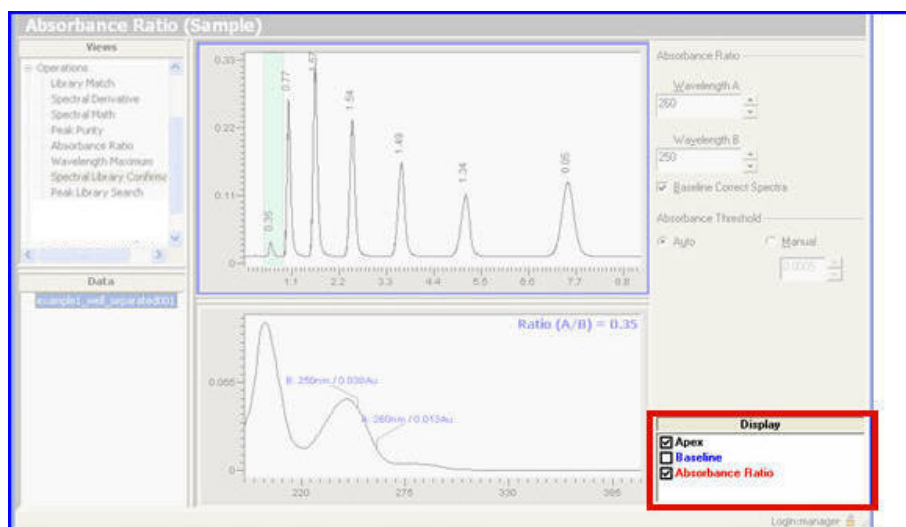 Absorbance Ratio (Sample)
Views
Operations
Library Match
Spectral Derivative
Spectral Math
Peak Purity
Absorbance Ratio
Wavelength Maximum
Spectral Library Confirma
Peak Library Search
Data
example1_well_separated001
0.33
0.22
0.11
0
0.35
0.77
1.67
1.54
1.49
1.34
0.05
1.1
2.2
3.3
4.4
5.5
6.6
7.7
8.8
Ratio (A/B) = 0.35
0.055
0
B: 250nm / 0.038Au
A: 260nm / 0.013Au
220
275
330
385
Absorbance Ratio
Wavelength A
260
Wavelength B
250
Baseline Correct Spectra
Absorbance Threshold
Auto
Manual
0.0005
Display
Apex
Baseline
Absorbance Ratio
Login:manager